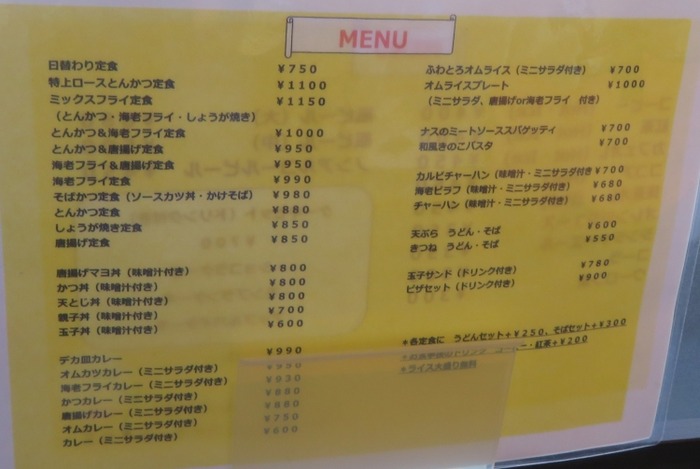 MENU
日替わり定食 ￥750
特上ロースとんかつ定食 ￥1100
ミックスフライ定食 ￥1150
（とんかつ・海老フライ・しょうが焼き）
とんかつ＆海老フライ定食 ￥1000
とんかつ＆唐揚げ定食 ￥950
海老フライ＆唐揚げ定食 ￥950
海老フライ定食 ￥990
そばかつ定食（ソースカツ丼・かけそば） ￥980
とんかつ定食 ￥880
しょうが焼き定食 ￥850
唐揚げ定食 ￥850
唐揚げマヨ丼（味噌汁付き） ￥800
かつ丼（味噌汁付き） ￥800
天とじ丼（味噌汁付き） ￥800
親子丼（味噌汁付き） ￥700
玉子丼（味噌汁付き） ￥600
デカ皿カレー ￥990
オムカツカレー（ミニサラダ付き） ￥990
海老フライカレー（ミニサラダ付き） ￥930
かつカレー（ミニサラダ付き） ￥880
唐揚げカレー（ミニサラダ付き） ￥880
オムカレー（ミニサラダ付き） ￥750
カレー（ミニサラダ付き） ￥600
ふわとろオムライス（ミニサラダ付き） ￥700
オムライスプレート ￥1000
（ミニサラダ、唐揚げor海老フライ 付き）
ナスのミートソーススパゲッティ ￥700
和風きのこパスタ ￥700
カルビチャーハン（味噌汁・ミニサラダ付き ￥700
海老ピラフ（味噌汁・ミニサラダ付き） ￥680
チャーハン（味噌汁・ミニサラダ付き） ￥680
天ぷら うどん・そば ￥600
きつね うどん・そば ￥550
玉子サンド（ドリンク付き） ￥780
ピザセット（ドリンク付き） ￥900
＊各定食に うどんセット＋￥250、そばセット＋￥300
コーヒー・紅茶＋￥200
＊ライス大盛り無料